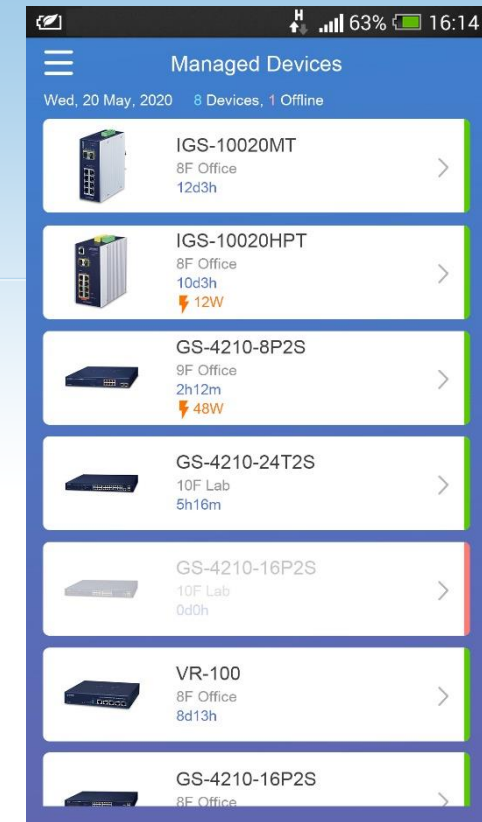 H 63% 16:14
Managed Devices
Wed, 20 May, 2020 8 Devices, 1 Offline
IGS-10020MT
8F Office
12d3h
IGS-10020HPT
8F Office
10d3h
12W
GS-4210-8P2S
9F Office
2h12m
48W
GS-4210-24T2S
10F Lab
5h16m
GS-4210-16P2S
10F Lab
0d0h
VR-100
8F Office
8d13h
GS-4210-16P2S
8F Office